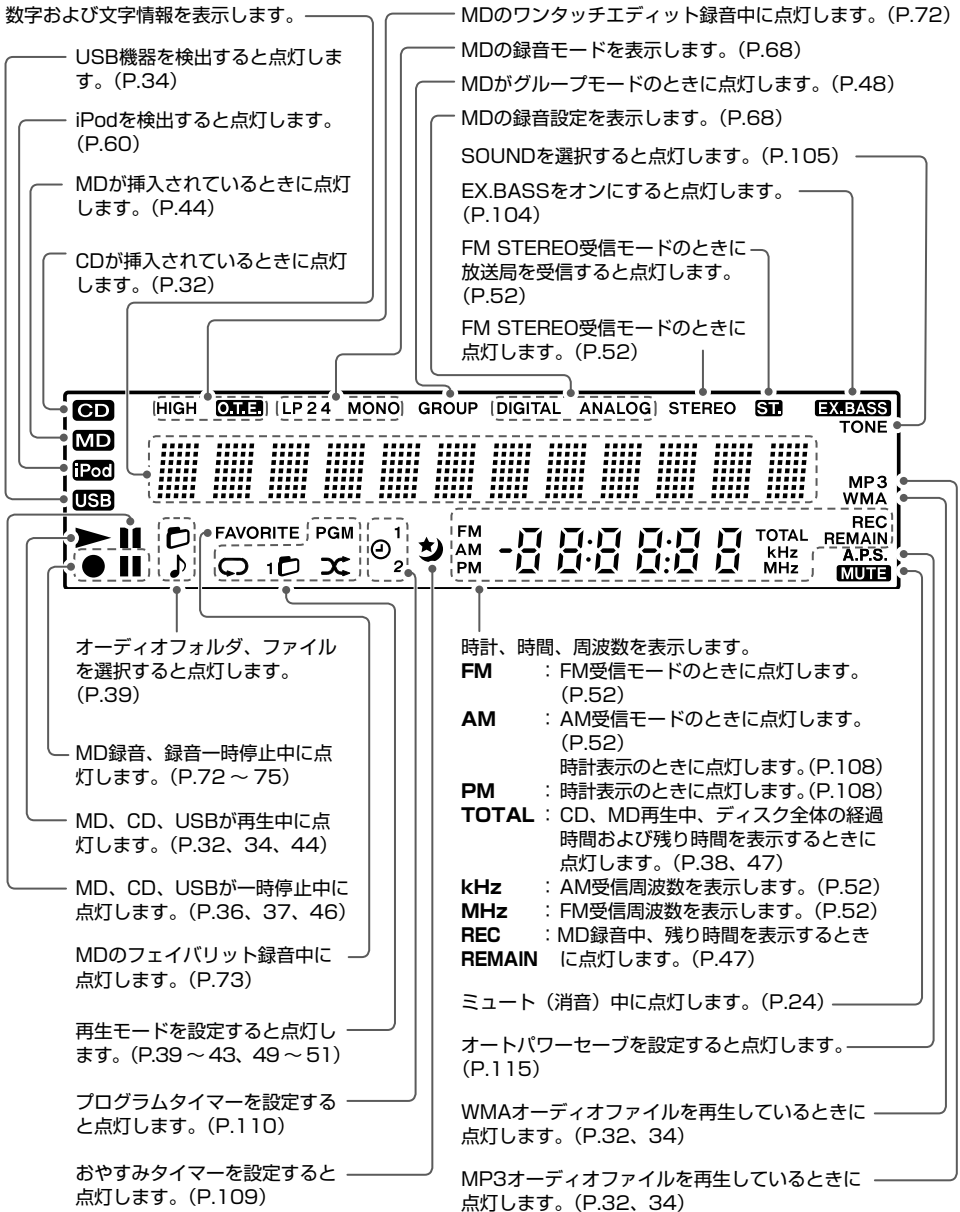 数字および文字情報を表示します。
USB機器を検出すると点灯しま
す。（P.34）
iPodを検出すると点灯します。
（P.60）
MDが挿入されているときに点灯
します。（P.44）
CDが挿入されているときに点灯
します。（P.32）
MDのワンタッチエディット録音中に点灯します。（P.72）
MDの録音モードを表示します。（P.68）
MDがグループモードのときに点灯します。（P.48）
MDの録音設定を表示します。（P.68）
SOUNDを選択すると点灯します。（P.105）
EX.BASSをオンにすると点灯します。
（P.104）
FM STEREO受信モードのときに
放送局を受信すると点灯します。
（P.52）
FM STEREO受信モードのときに
点灯します。（P.52）
CD HIGH O.T.E. LP 2 4 MONO GROUP DIGITAL ANALOG STEREO ST. EX.BASS
TONE
MD
iPod
USB
MP3
WMA
FAVORITE PGM
1
1
2
FM
AM
PM
-8 8:8 8:8 8
TOTAL
kHz
MHz
REC
REMAIN
A.P.S.
MUTE
オーディオフォルダ、ファイル
を選択すると点灯します。
（P.39）
MD録音、録音一時停止中に点
灯します。（P.72 ～ 75）
MD、CD、USBが再生中に点
灯します。（P.32、34、44）
MD、CD、USBが一時停止中に
点灯します。（P.36、37、46）
MDのフェイバリット録音中に
点灯します。（P.73）
再生モードを設定すると点灯し
ます。（P.39 ～ 43、49 ～ 51）
プログラムタイマーを設定する
と点灯します。（P.110）
おやすみタイマーを設定すると
点灯します。（P.109）
時計、時間、周波数を表示します。
FM ：FM受信モードのときに点灯します。
（P.52）
AM ：AM受信モードのときに点灯します。
（P.52）
時計表示のときに点灯します。（P.108）
PM ：時計表示のときに点灯します。（P.108）
TOTAL ：CD、MD再生中、ディスク全体の経過
時間および残り時間を表示するときに
点灯します。（P.38、47）
kHz ：AM受信周波数を表示します。（P.52）
MHz ：FM受信周波数を表示します。（P.52）
REC ：MD録音中、残り時間を表示するとき
REMAIN に点灯します。（P.47）
ミュート（消音）中に点灯します。（P.24）
オートパワーセーブを設定すると点灯します。
（P.115）
WMAオーディオファイルを再生しているときに
点灯します。（P.32、34）
MP3オーディオファイルを再生しているときに
点灯します。（P.32、34）